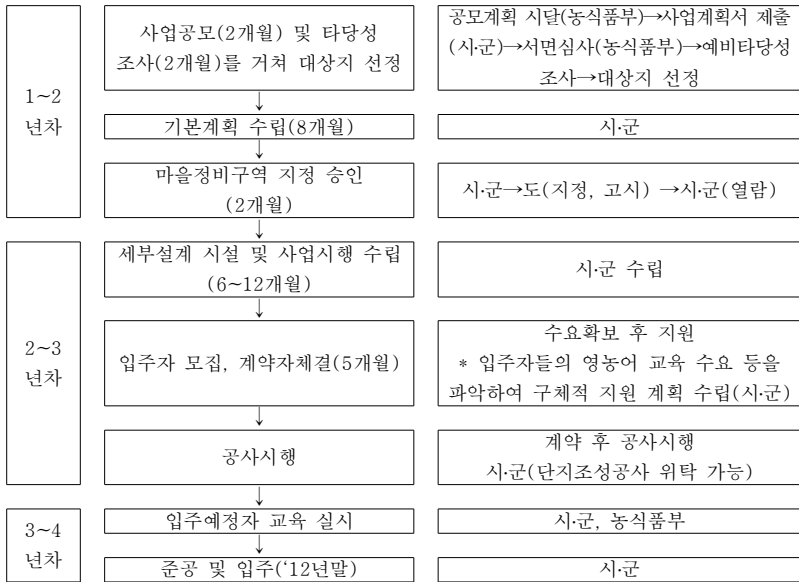 1~2
년차
사업공모(2개월) 및 타당성
조사(2개월)를 거쳐 대상지 선정
공모계획 시달(농식품부)→사업계획서 제출
(시·군)→서면심사(농식품부)→예비타당성
조사→대상지 선정
↓
기본계획 수립(8개월)
시·군
↓
마을정비구역 지정 승인
(2개월)
시·군→도(지정, 고시) →시·군(열람)
↓
2~3
년차
세부설계 시설 및 사업시행 수립
(6~12개월)
시·군 수립
↓
입주자 모집, 계약자체결(5개월)
수요확보 후 지원
* 입주자들의 영농어 교육 수요 등을
파악하여 구체적 지원 계획 수립(시·군)
↓
공사시행
계약 후 공사시행
시·군(단지조성공사 위탁 가능)
↓
3~4
년차
입주예정자 교육 실시
시·군, 농식품부
↓
준공 및 입주(‘12년말)
시·군